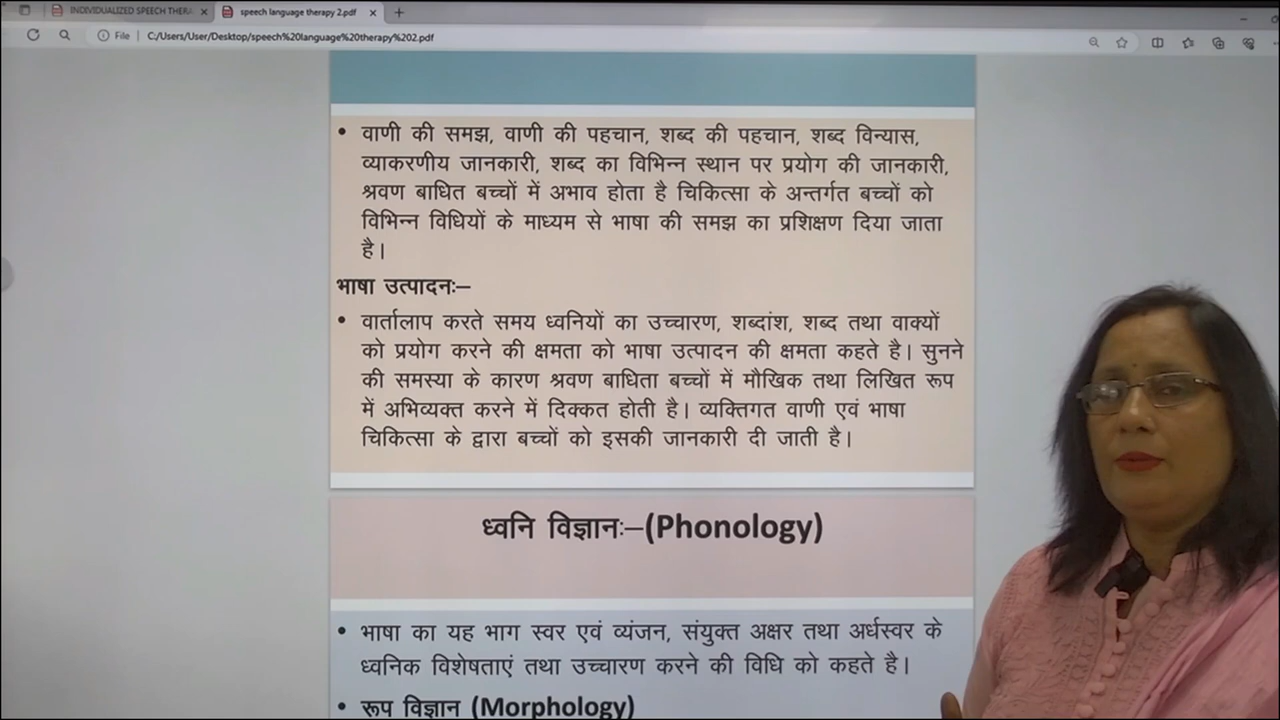 INDIVIDUALIZED SPEECH THERA
speech language therapy 2.pdf
File
C:/Users/User/Desktop/speech%20language%20therapy%202.pdf
• वाणी की समझ, वाणी की पहचान, शब्द की पहचान, शब्द विन्यास,
व्याकरणीय जानकारी, शब्द का विभिन्न स्थान पर प्रयोग की जानकारी,
श्रवण बाधित बच्चों में अभाव होता है चिकित्सा के अन्तर्गत बच्चों को
विभिन्न विधियों के माध्यम से भाषा की समझ का प्रशिक्षण दिया जाता
है।
भाषा उत्पादनः–
• वार्तालाप करते समय ध्वनियों का उच्चारण, शब्दांश, शब्द तथा वाक्यों
को प्रयोग करने की क्षमता को भाषा उत्पादन की क्षमता कहते है। सुनने
की समस्या के कारण श्रवण बाधिता बच्चों में मौखिक तथा लिखित रूप
में अभिव्यक्त करने में दिक्कत होती है। व्यक्तिगत वाणी एवं भाषा
चिकित्सा के द्वारा बच्चों को इसकी जानकारी दी जाती है।
ध्वनि विज्ञानः–(Phonology)
• भाषा का यह भाग स्वर एवं व्यंजन, संयुक्त अक्षर तथा अर्धस्वर के
ध्वनिक विशेषताएं तथा उच्चारण करने की विधि को कहते है।
• रूप विज्ञान (Morphology)